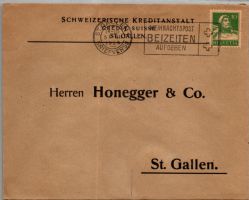 SCHWEIZERISCHE KREDITANSTALT
CREDIT SUISSE
ST. GALLEN
WEIHNACHTSPOST
BEIZEITEN
AUFGEBEN
HELVETIA
Herren Honegger & Co.
St. Gallen.